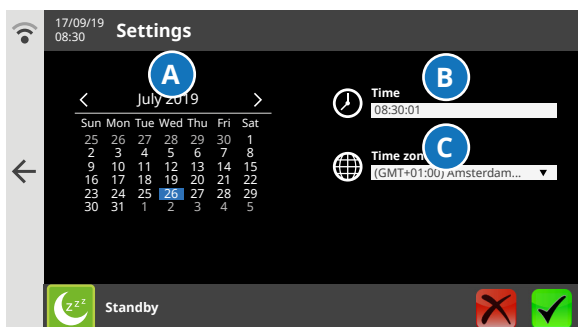 17/09/19
08:30
Settings
A
July 2019
Sun Mon Tue Wed Thu Fri Sat
25 26 27 28 29 30 1
2 3 4 5 6 7 8
9 10 11 12 13 14 15
16 17 18 19 20 21 22
23 24 25 26 27 28 29
30 31 1 2 3 4 5
B
Time
08:30:01
C
Time zon
(GMT+01:00) Amsterdam...
zzz
Standby